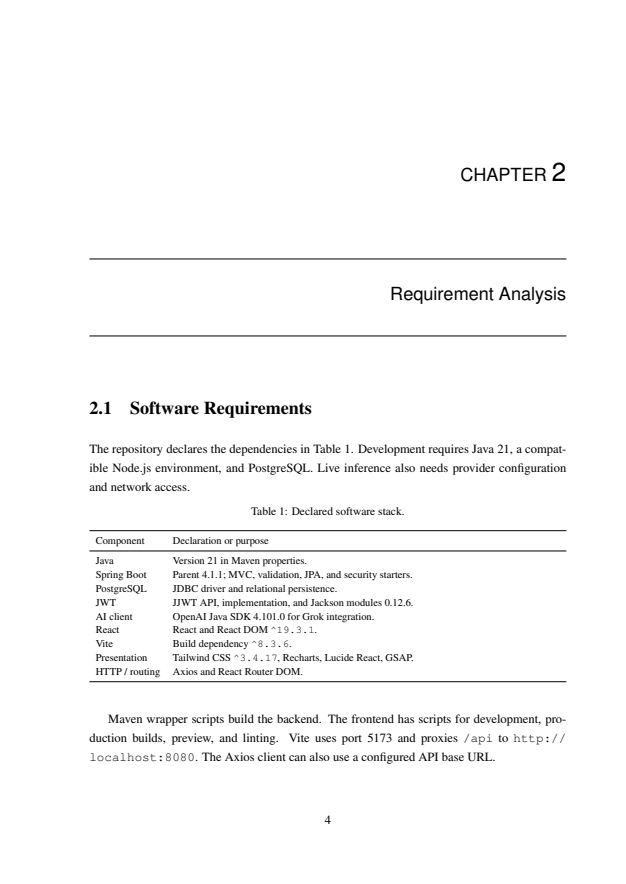 CHAPTER 2
Requirement Analysis
2.1 Software Requirements
The repository declares the dependencies in Table 1. Development requires Java 21, a compat-
ible Node.js environment, and PostgreSQL. Live inference also needs provider configuration
and network access.
Table 1: Declared software stack.
Component Declaration or purpose
Java Version 21 in Maven properties.
Spring Boot Parent 4.1.1; MVC, validation, JPA, and security starters.
PostgreSQL JDBC driver and relational persistence.
JWT JJWT API, implementation, and Jackson modules 0.12.6.
AI client OpenAI Java SDK 4.101.0 for Grok integration.
React React and React DOM ^19.3.1.
Vite Build dependency ^8.3.6.
Presentation Tailwind CSS ^3.4.17, Recharts, Lucide React, GSAP.
HTTP / routing Axios and React Router DOM.
Maven wrapper scripts build the backend. The frontend has scripts for development, pro-
duction builds, preview, and linting. Vite uses port 5173 and proxies /api to http://
localhost:8080. The Axios client can also use a configured API base URL.
4